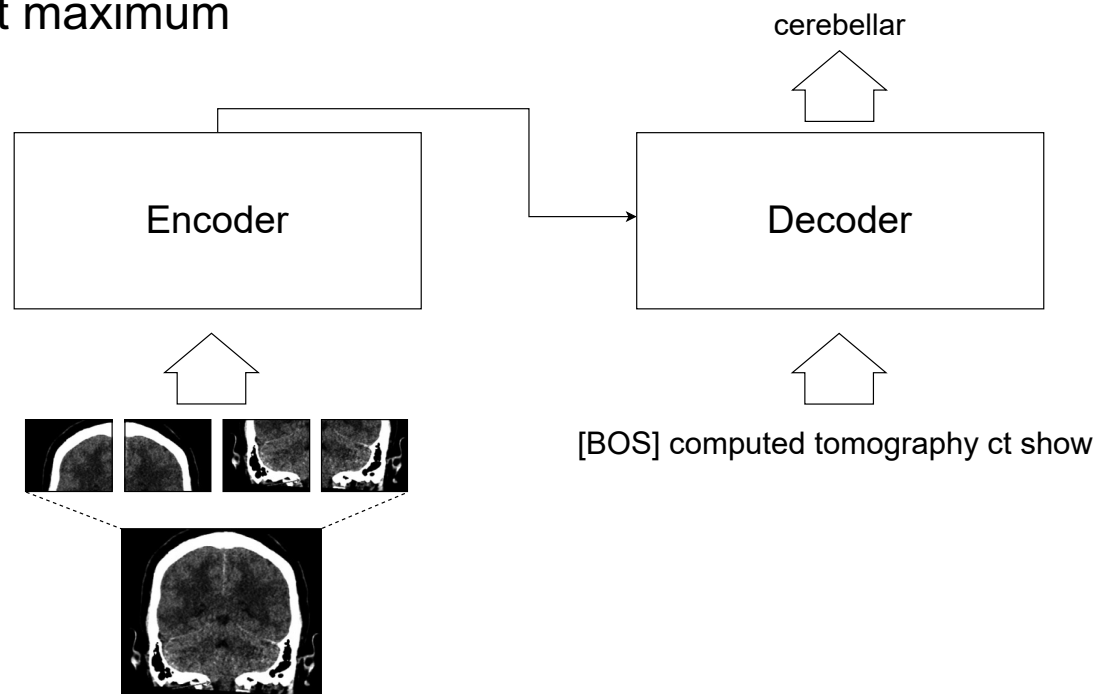 t maximum
cerebellar
Encoder
Decoder
[BOS] computed tomography ct show